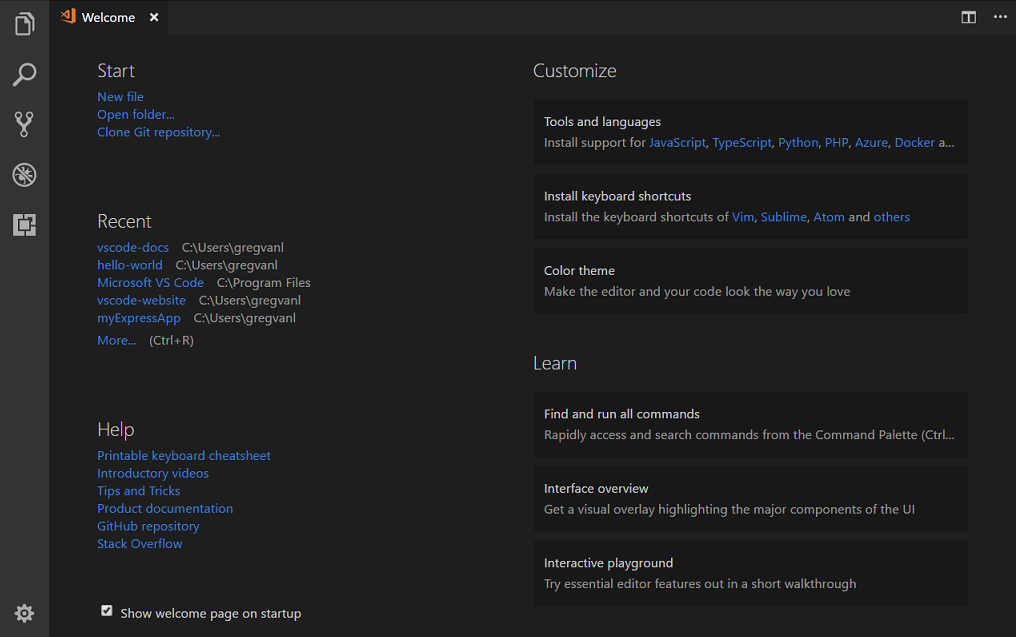 Welcome
Start
New file
Open folder...
Clone Git repository...
Recent
vscode-docs C:\Users\gregvanl
hello-world C:\Users\gregvanl
Microsoft VS Code C:\Program Files
vscode-website C:\Users\gregvanl
myExpressApp C:\Users\gregvanl
More... (Ctrl+R)
Help
Printable keyboard cheatsheet
Introductory videos
Tips and Tricks
Product documentation
GitHub repository
Stack Overflow
Show welcome page on startup
Customize
Tools and languages
Install support for JavaScript, TypeScript, Python, PHP, Azure, Docker a...
Install keyboard shortcuts
Install the keyboard shortcuts of Vim, Sublime, Atom and others
Color theme
Make the editor and your code look the way you love
Learn
Find and run all commands
Rapidly access and search commands from the Command Palette (Ctrl...
Interface overview
Get a visual overlay highlighting the major components of the UI
Interactive playground
Try essential editor features out in a short walkthrough